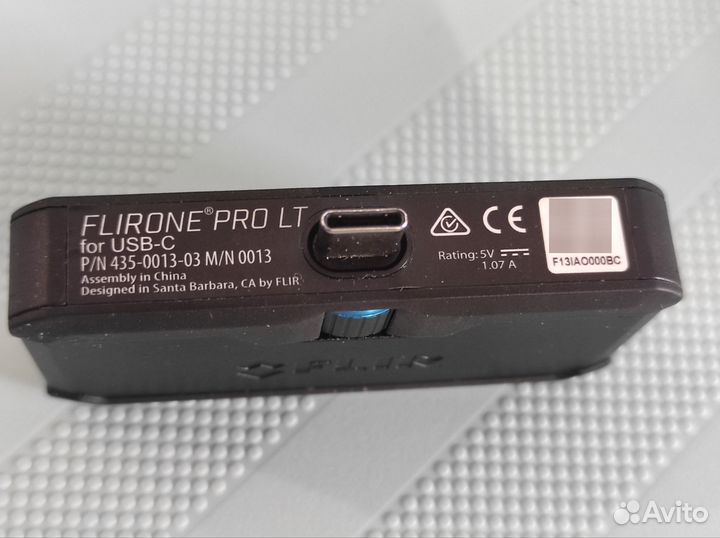 FLIRONE® PRO LT
for USB-C
P/N 435-0013-03 M/N 0013
Assembly in China
Designed in Santa Barbara, CA by FLIR
CE
Rating: 5V
1.07 A
F13IAO000BC
FLIR
Avito